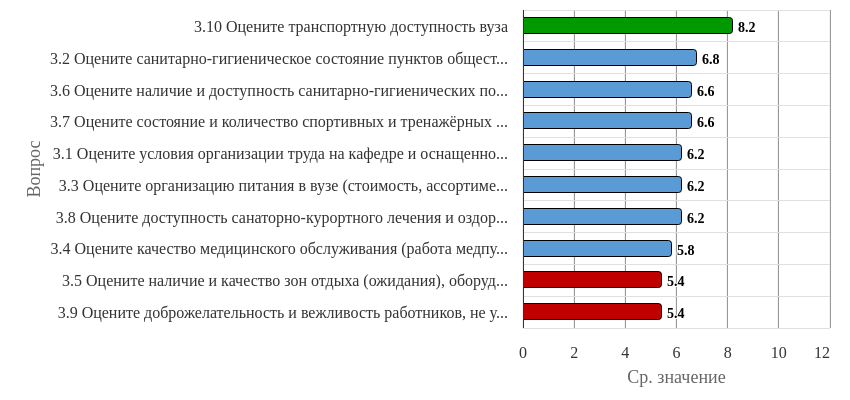 3.10 Оцените транспортную доступность вуза 8.2
3.2 Оцените санитарно-гигиеническое состояние пунктов общест... 6.8
3.6 Оцените наличие и доступность санитарно-гигиенических по... 6.6
3.7 Оцените состояние и количество спортивных и тренажёрных ... 6.6
3.1 Оцените условия организации труда на кафедре и оснащенно... 6.2
3.3 Оцените организацию питания в вузе (стоимость, ассортиме... 6.2
3.8 Оцените доступность санаторно-курортного лечения и оздор... 6.2
3.4 Оцените качество медицинского обслуживания (работа медпу... 5.8
3.5 Оцените наличие и качество зон отдыха (ожидания), оборуд... 5.4
3.9 Оцените доброжелательность и вежливость работников, не у... 5.4
Вопрос
0 2 4 6 8 10 12
Ср. значение